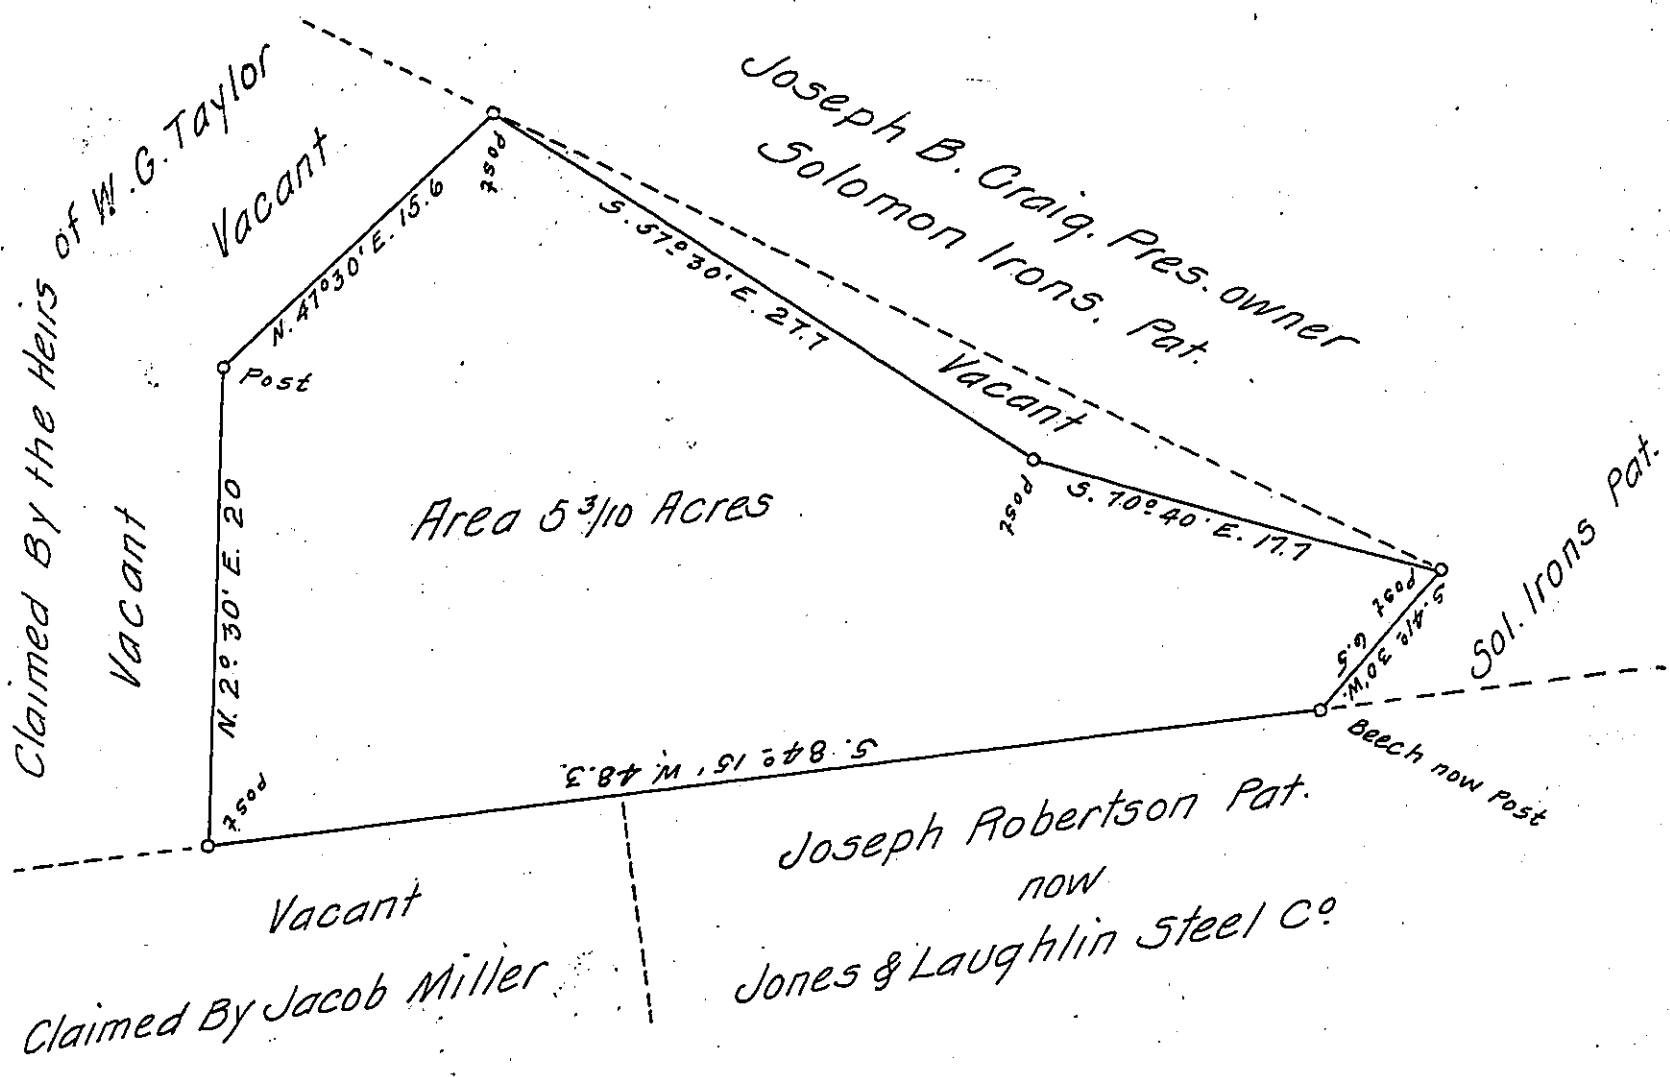 Claimed By the Heirs of W. G. Taylor
Vacant
Joseph B. Craig. Pres. owner
Solomon Irons. Pat.
Post
N. 47° 30' E. 15.6
S. 57° 30' E. 27.7
Post
Vacant
Vacant
N. 2° 30' E. 20
Area 5 3/10 Acres
Post
S. 70° 40' E. 17.7
Post
S. 41° 30' W.
6.5
Sol. Irons Pat.
Beech now Post
S. 84° 15' W. 48.3
Post
Vacant
Claimed By Jacob Miller
Joseph Robertson Pat.
now
Jones & Laughlin Steel Co